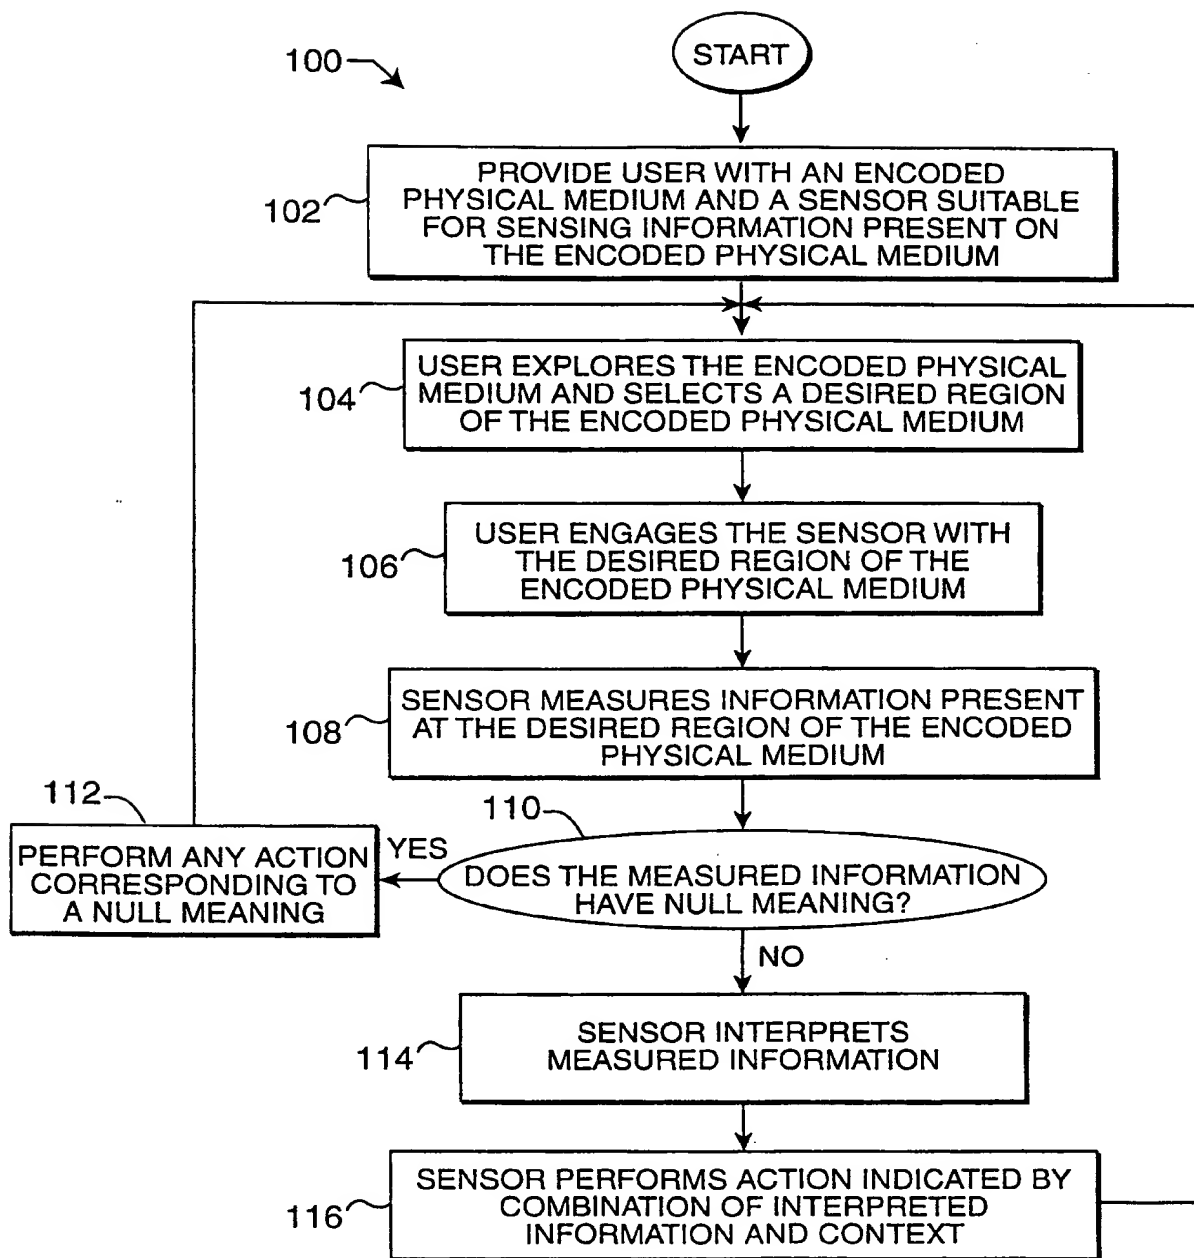 START
100
PROVIDE USER WITH AN ENCODED
PHYSICAL MEDIUM AND A SENSOR SUITABLE
FOR SENSING INFORMATION PRESENT ON
THE ENCODED PHYSICAL MEDIUM
102
USER EXPLORES THE ENCODED PHYSICAL
MEDIUM AND SELECTS A DESIRED REGION
OF THE ENCODED PHYSICAL MEDIUM
104
USER ENGAGES THE SENSOR WITH
THE DESIRED REGION OF THE
ENCODED PHYSICAL MEDIUM
106
SENSOR MEASURES INFORMATION PRESENT
AT THE DESIRED REGION OF THE ENCODED
PHYSICAL MEDIUM
108
110
DOES THE MEASURED INFORMATION
HAVE NULL MEANING?
YES
112
PERFORM ANY ACTION
CORRESPONDING TO
A NULL MEANING
NO
SENSOR INTERPRETS
MEASURED INFORMATION
114
SENSOR PERFORMS ACTION INDICATED BY
COMBINATION OF INTERPRETED
INFORMATION AND CONTEXT
116